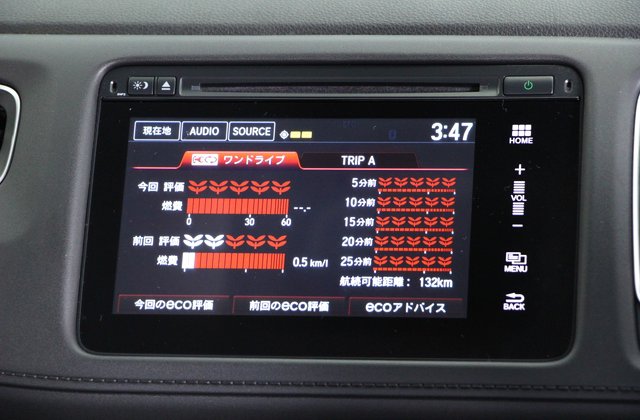 現在地 AUDIO SOURCE 3:47
eco ワンドライブ TRIP A
今回 評価
燃費 --.-
0 30 60
前回 評価
燃費 0.5 km/l
5分前
10分前
15分前
20分前
25分前
航続可能距離: 132km
今回のeco評価 前回のeco評価 ecoアドバイス
HOME
+
VOL
−
MENU
BACK